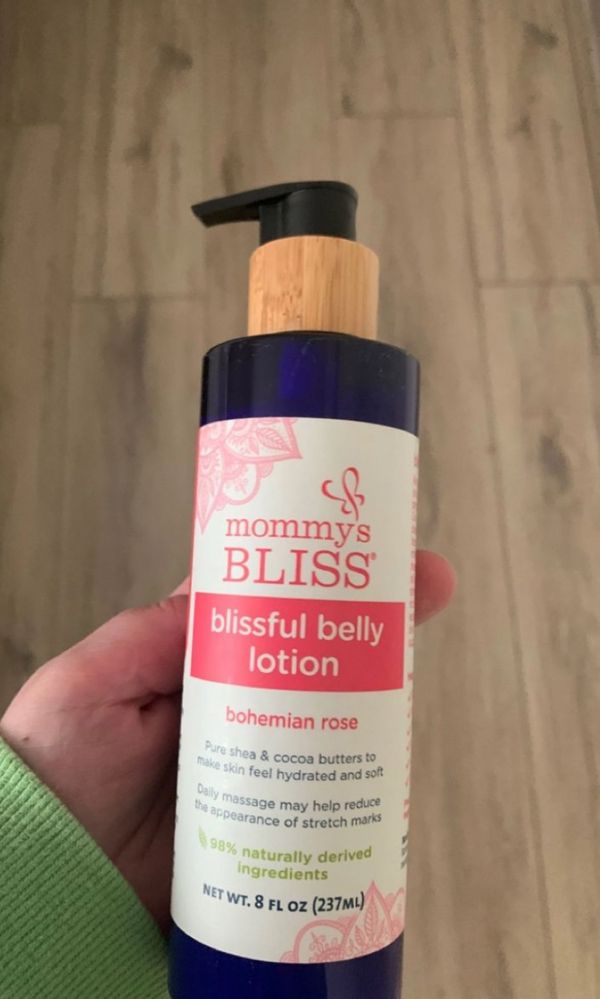 mommys
BLISS®
blissful belly
lotion
bohemian rose
Pure shea & cocoa butters to
make skin feel hydrated and soft
Daily massage may help reduce
the appearance of stretch marks
98% naturally derived
ingredients
NET WT. 8 FL OZ (237ML)